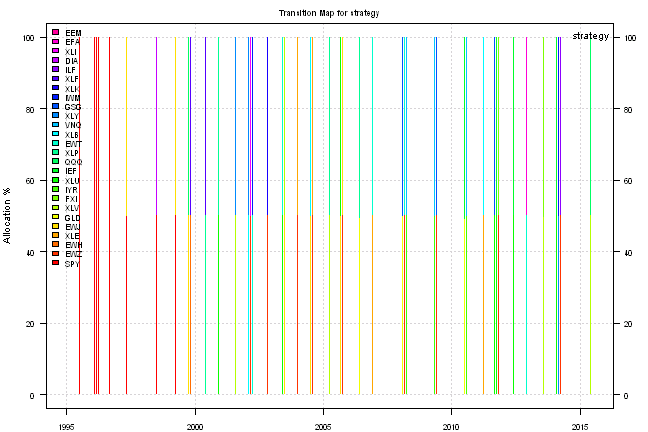 Transition Map for strategy
strategy
Allocation %
100
80
60
40
20
0
EEM
EFA
XLI
DIA
ILF
XLF
XLK
IWM
GSG
XLY
VNQ
XLB
EWT
XLP
QQQ
IEF
XLU
IYR
FXI
XLV
GLD
EWJ
XLE
EWH
EWZ
SPY
100
80
60
40
20
0
1995
2000
2005
2010
2015